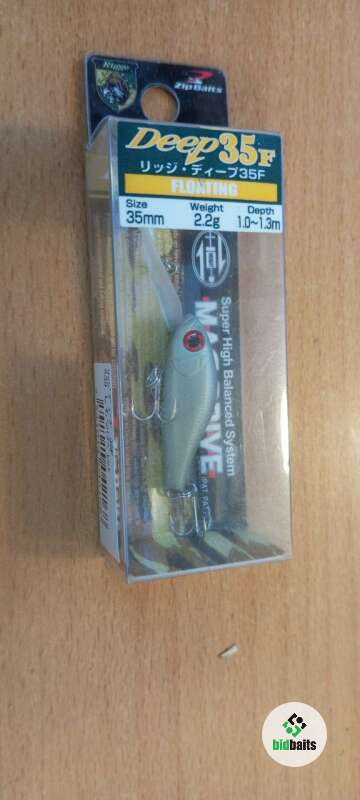 Rigge
ZipBaits
Deep 35F
リッジ・ディープ35F
FLOATING
Size Weight Depth
35mm 2.2g 1.0~1.3m
Super High Balanced System
bidbaits